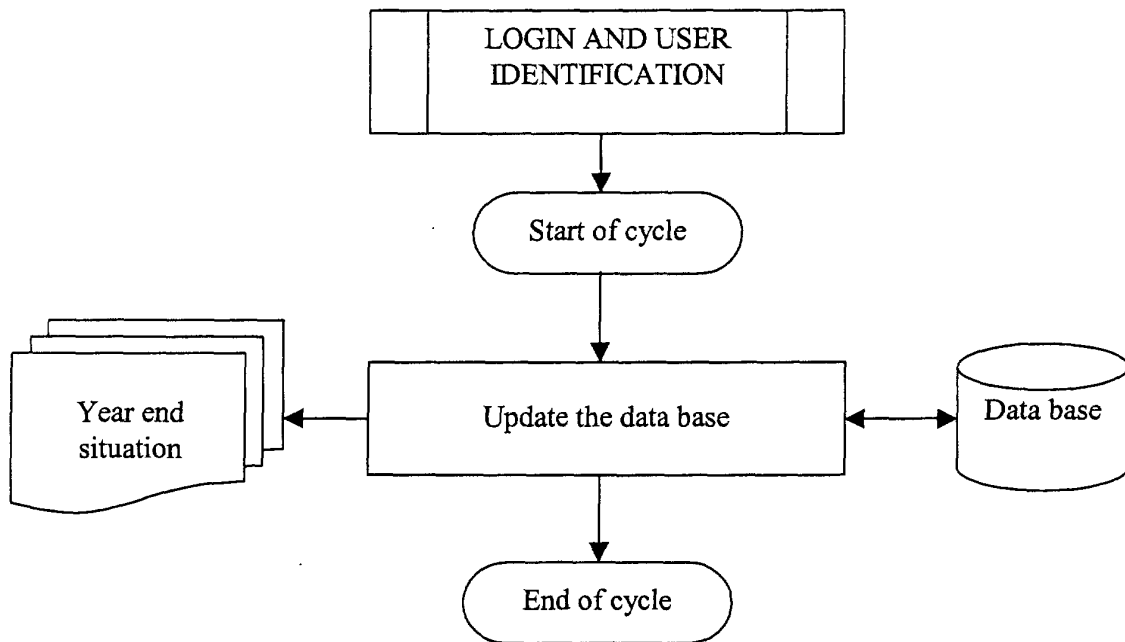 LOGIN AND USER
IDENTIFICATION
Start of cycle
Year end
situation
Update the data base
Data base
End of cycle